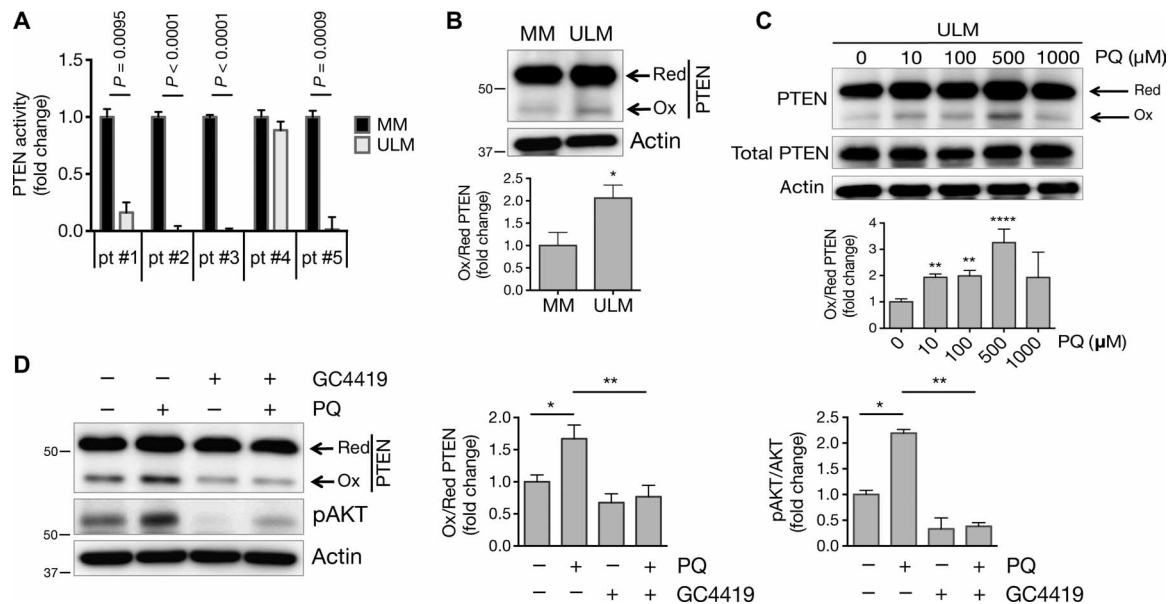 A
P = 0.0095
P < 0.0001
P < 0.0001
P = 0.0009
PTEN activity
(fold change)
1.5
1.0
0.5
0.0
MM
ULM
pt #1
pt #2
pt #3
pt #4
pt #5
B
MM ULM
50
Red
Ox
PTEN
37
Actin
Ox/Red PTEN
(fold change)
2.5
2.0
1.5
1.0
0.5
0.0
*
MM ULM
C
ULM
0 10 100 500 1000 PQ (µM)
PTEN
Red
Ox
Total PTEN
Actin
Ox/Red PTEN
(fold change)
4
3
2
1
0
**
**
****
0 10 100 500 1000 PQ (µM)
D
– – + + GC4419
– + – + PQ
50
Red
Ox
PTEN
pAKT
50
Actin
37
Ox/Red PTEN
(fold change)
2.0
1.5
1.0
0.5
0.0
*
**
– + – + PQ
– – + + GC4419
pAKT/AKT
(fold change)
2.5
2.0
1.5
1.0
0.5
0.0
*
**
– + – + PQ
– – + + GC4419